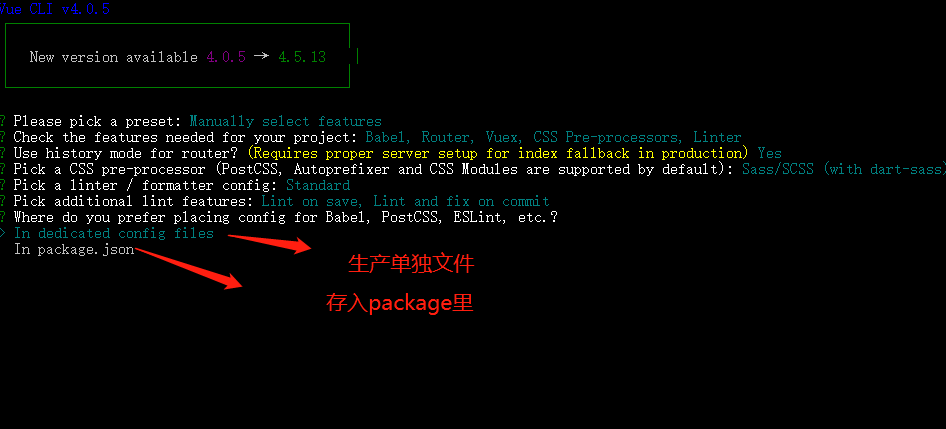 Vue CLI v4.0.5
New version available 4.0.5 → 4.5.13
? Please pick a preset: Manually select features
? Check the features needed for your project: Babel, Router, Vuex, CSS Pre-processors, Linter
? Use history mode for router? (Requires proper server setup for index fallback in production) Yes
? Pick a CSS pre-processor (PostCSS, Autoprefixer and CSS Modules are supported by default): Sass/SCSS (with dart-sass)
? Pick a linter / formatter config: Standard
? Pick additional lint features: Lint on save, Lint and fix on commit
? Where do you prefer placing config for Babel, PostCSS, ESLint, etc.?
> In dedicated config files
In package.json
生产单独文件
存入package里